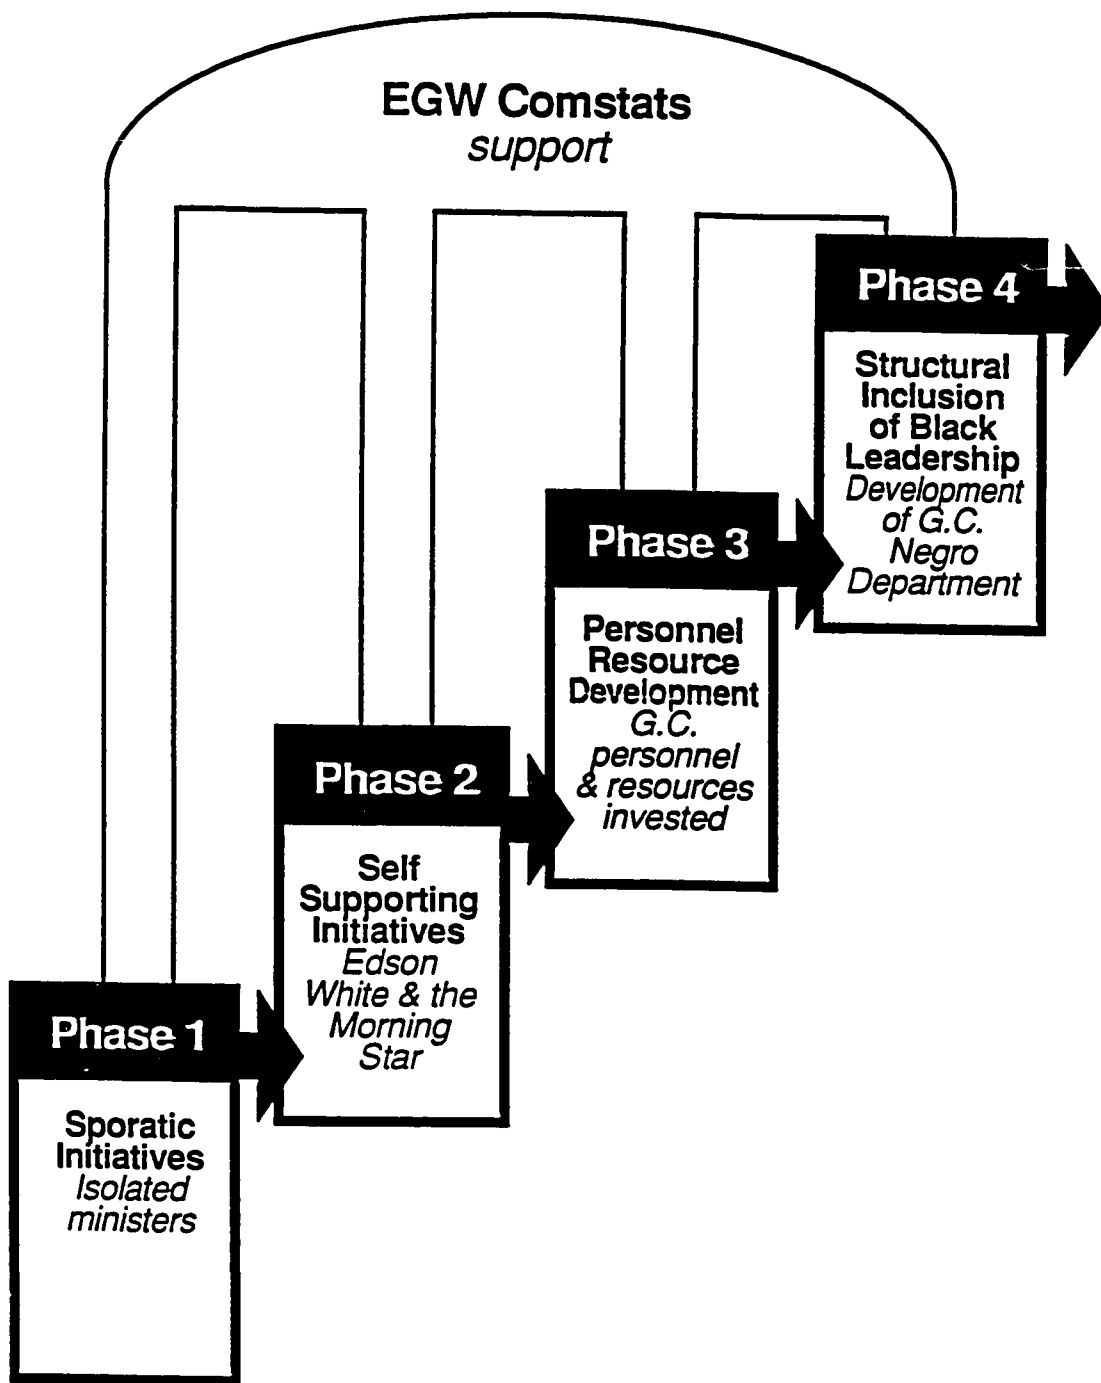 EGW Comstats
support
Phase 1
Sporatic
Initiatives
Isolated
ministers
Phase 2
Self
Supporting
Initiatives
Edson
White & the
Morning
Star
Phase 3
Personnel
Resource
Development
G.C.
personnel
& resources
invested
Phase 4
Structural
Inclusion
of Black
Leadership
Development
of G.C.
Negro
Department